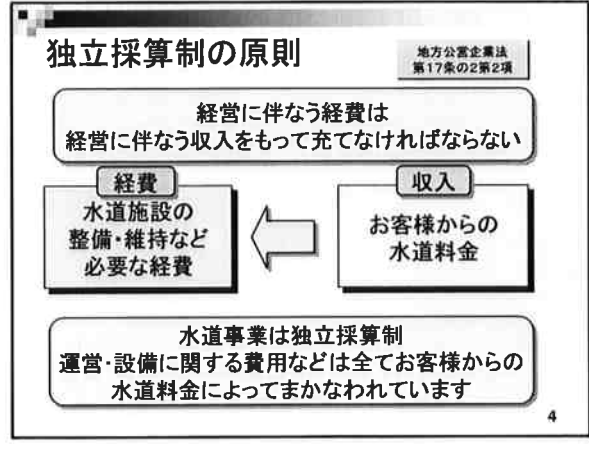 独立採算制の原則
地方公営企業法
第17条の2第2項
経営に伴なう経費は
経営に伴なう収入をもって充てなければならない
経費
水道施設の
整備・維持など
必要な経費
収入
お客様からの
水道料金
水道事業は独立採算制
運営・設備に関する費用などは全てお客様からの
水道料金によってまかなわれています
4